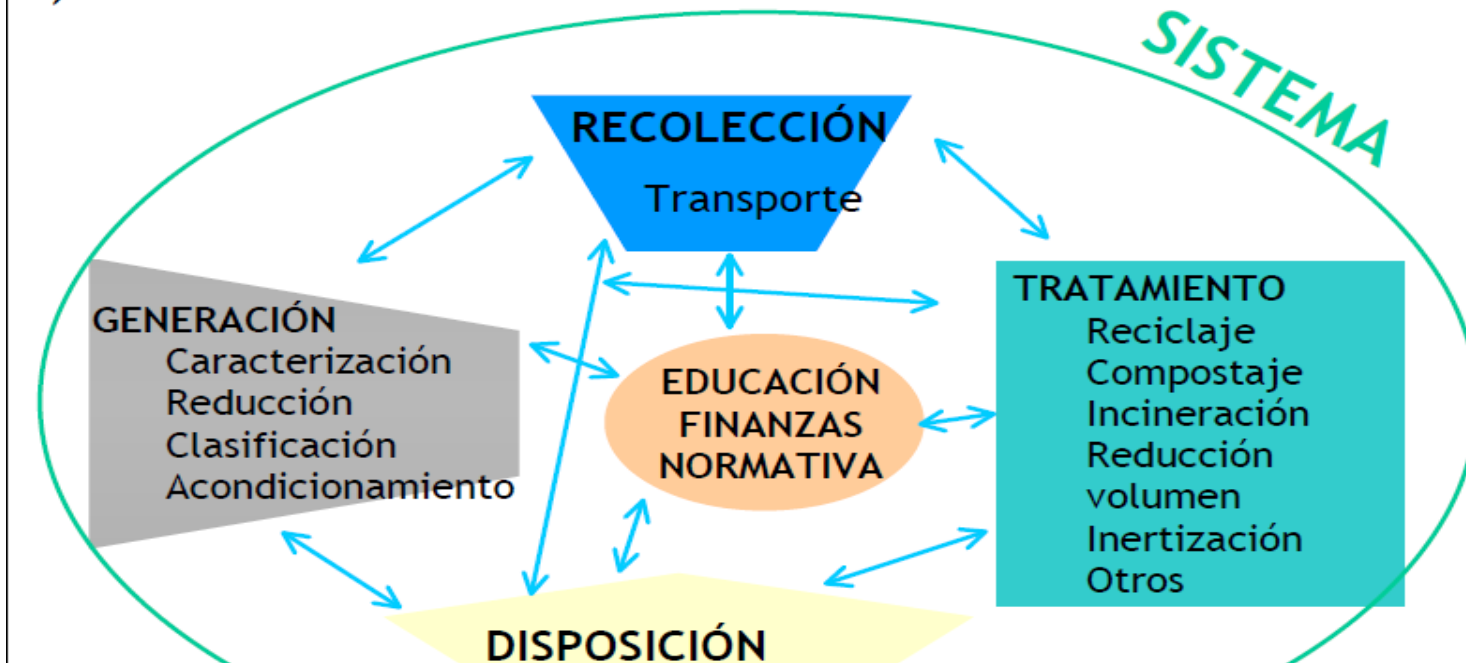 SISTEMA
RECOLECCIÓN
Transporte
GENERACIÓN
Caracterización
Reducción
Clasificación
Acondicionamiento
EDUCACIÓN
FINANZAS
NORMATIVA
TRATAMIENTO
Reciclaje
Compostaje
Incineración
Reducción
volumen
Inertización
Otros
DISPOSICIÓN